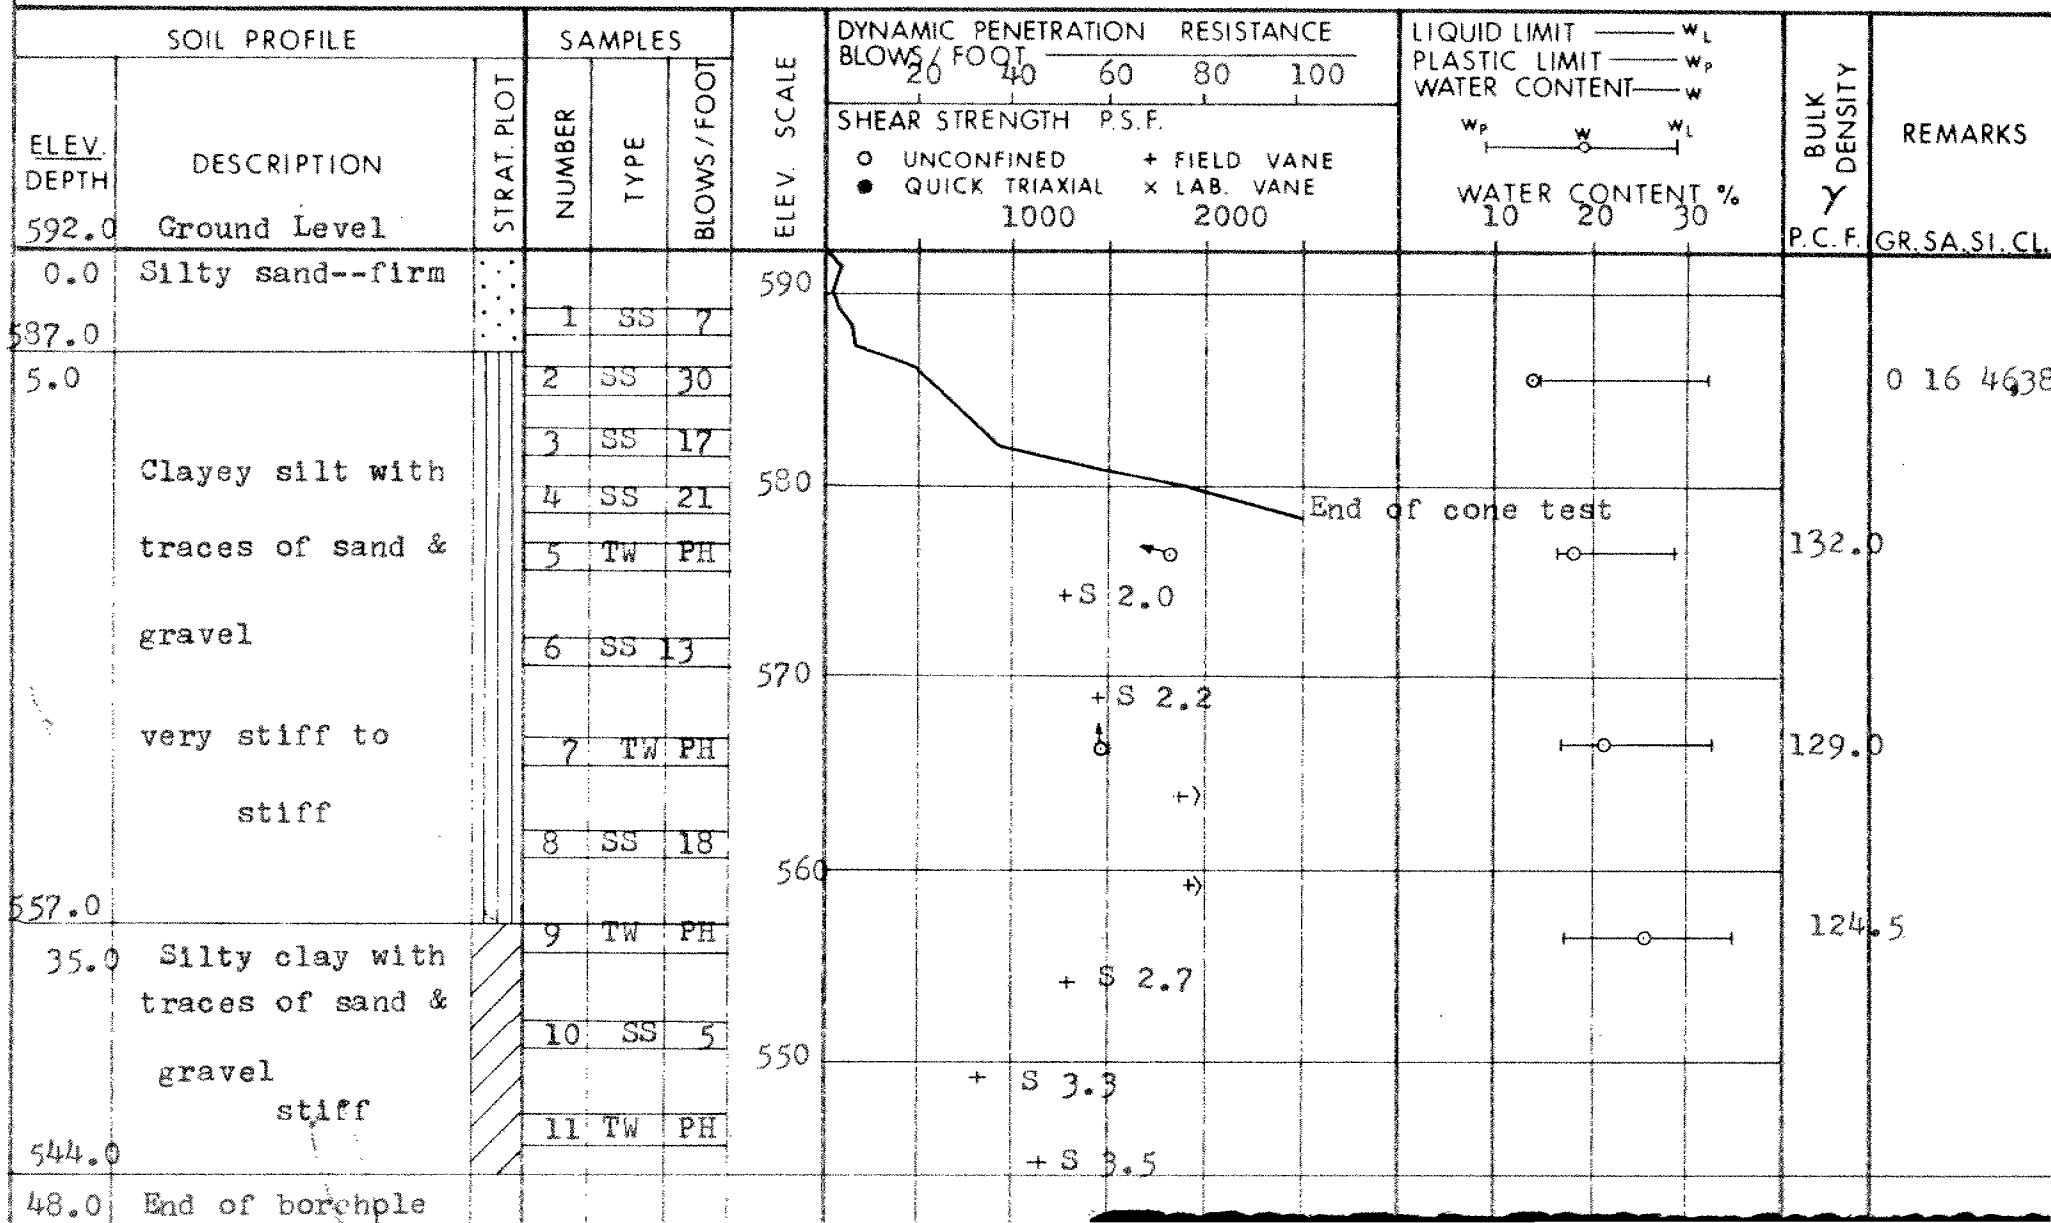 SOIL PROFILE
SAMPLES
ELEV. SCALE
DYNAMIC PENETRATION RESISTANCE
BLOWS / FOOT
20 40 60 80 100
LIQUID LIMIT —— wL
PLASTIC LIMIT —— wP
WATER CONTENT — w
BULK DENSITY
γ
P.C.F.
REMARKS
GR.SA.SI.CL.
ELEV.
DEPTH
DESCRIPTION
STRAT. PLOT
NUMBER
TYPE
BLOWS / FOOT
SHEAR STRENGTH P.S.F.
○ UNCONFINED + FIELD VANE
● QUICK TRIAXIAL × LAB. VANE
1000 2000
wP w wL
WATER CONTENT %
10 20 30
592.0 Ground Level
0.0 Silty sand--firm
590
1 SS 7
587.0
5.0
2 SS 30
0 16 46 38
3 SS 17
Clayey silt with
580
4 SS 21
End of cone test
traces of sand &
5 TW PH
132.0
+S 2.0
gravel
6 SS 13
570
+ S 2.2
very stiff to
7 TW PH
129.0
+)
stiff
8 SS 18
560
+)
557.0
9 TW PH
124.5
35.0 Silty clay with
+ S 2.7
traces of sand &
10 SS 5
550
gravel
+ S 3.3
stiff
11 TW PH
544.0
+ S 3.5
48.0 End of borehole